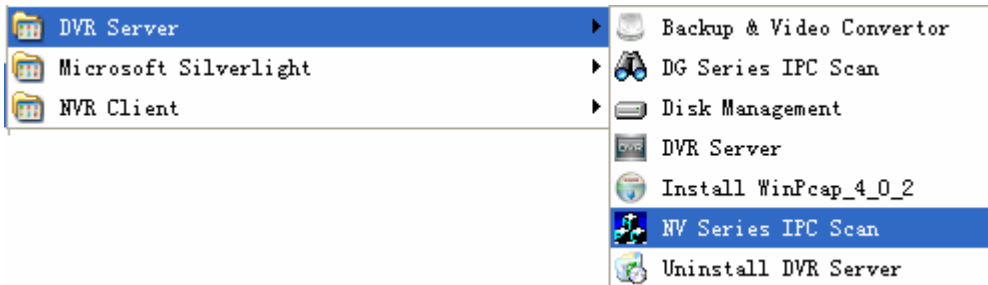 DVR Server
Microsoft Silverlight
NVR Client
Backup & Video Convertor
DG Series IPC Scan
Disk Management
DVR Server
Install WinPcap_4_0_2
NV Series IPC Scan
Uninstall DVR Server